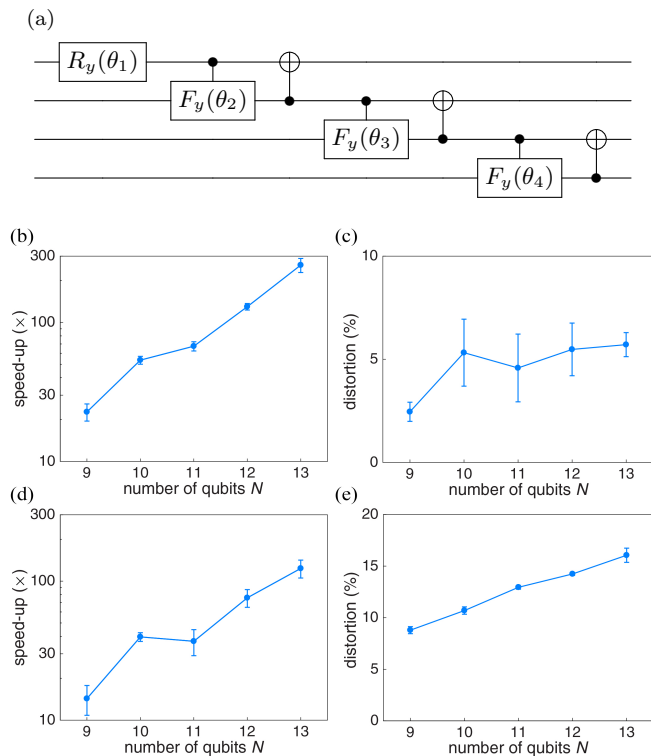 (a)
R_y(θ_1)
F_y(θ_2)
F_y(θ_3)
F_y(θ_4)
(b)
300
100
30
10
speed-up (×)
9 10 11 12 13
number of qubits N
(c)
10
5
0
distortion (%)
9 10 11 12 13
number of qubits N
(d)
300
100
30
10
speed-up (×)
9 10 11 12 13
number of qubits N
(e)
20
15
10
5
0
distortion (%)
9 10 11 12 13
number of qubits N